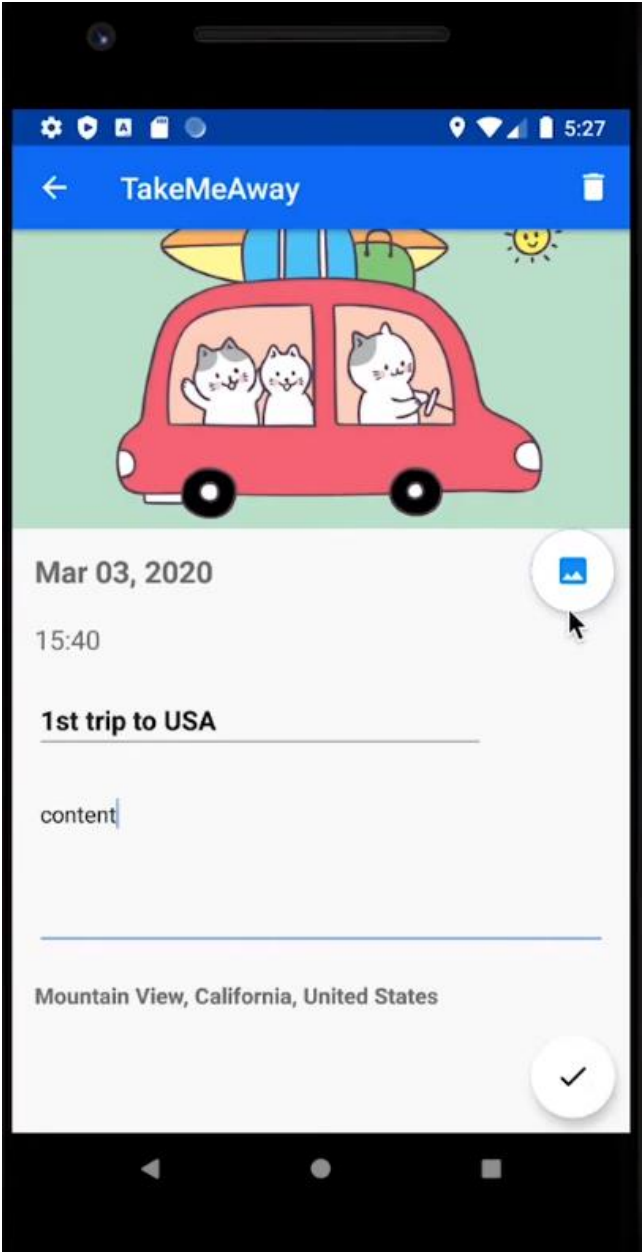 5:27
TakeMeAway
Mar 03, 2020
15:40
1st trip to USA
content
Mountain View, California, United States